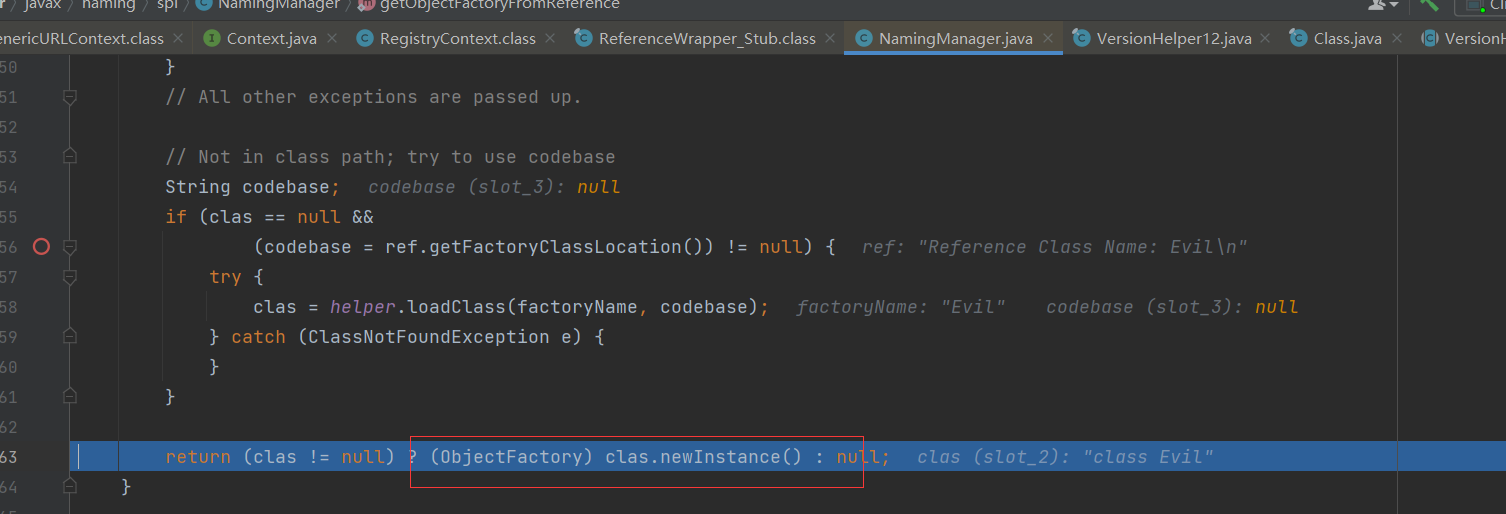 javax naming spi NamingManager getObjectFactoryFromReference
enericURLContext.class × Context.java × RegistryContext.class × ReferenceWrapper_Stub.class × NamingManager.java × VersionHelper12.java × Class.java × VersionH
50 }
51 // All other exceptions are passed up.
52
53 // Not in class path; try to use codebase
54 String codebase; codebase (slot_3): null
55 if (clas == null &&
56 (codebase = ref.getFactoryClassLocation()) != null) { ref: "Reference Class Name: Evil\n"
57 try {
58 clas = helper.loadClass(factoryName, codebase); factoryName: "Evil" codebase (slot_3): null
59 } catch (ClassNotFoundException e) {
60 }
61 }
62
63 return (clas != null) ? (ObjectFactory) clas.newInstance() : null; clas (slot_2): "class Evil"
64 }